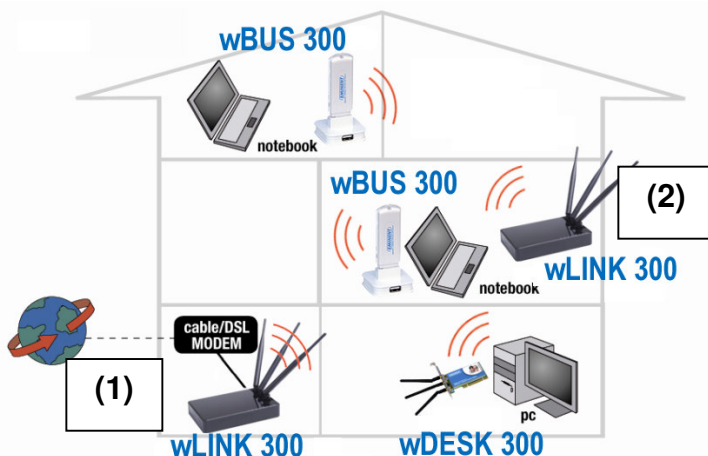 wBUS 300
notebook
wBUS 300
(2)
notebook
wLINK 300
cable/DSL
MODEM
(1)
wLINK 300
wDESK 300
pc